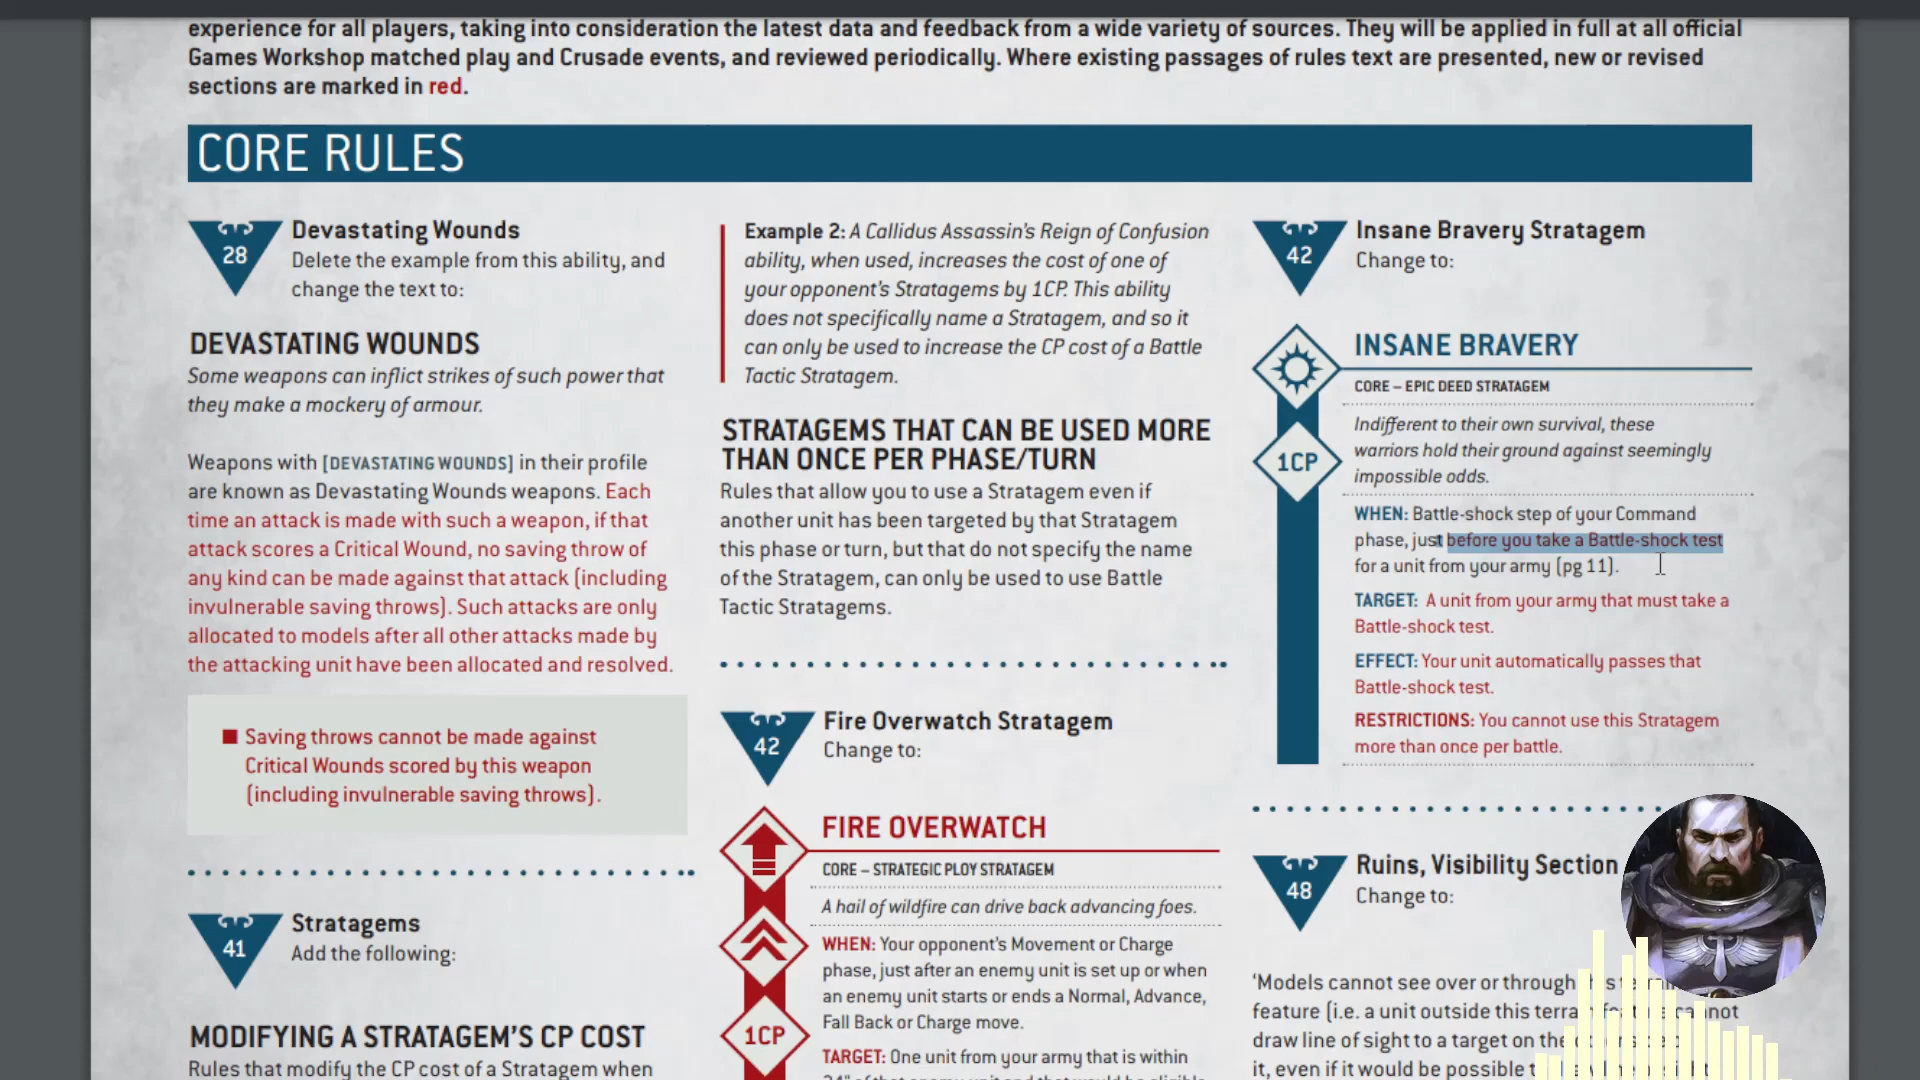 experience for all players, taking into consideration the latest data and feedback from a wide variety of sources. They will be applied in full at all official
Games Workshop matched play and Crusade events, and reviewed periodically. Where existing passages of rules text are presented, new or revised
sections are marked in red.
CORE RULES
28
Devastating Wounds
Delete the example from this ability, and
change the text to:
DEVASTATING WOUNDS
Some weapons can inflict strikes of such power that
they make a mockery of armour.
Weapons with [DEVASTATING WOUNDS] in their profile
are known as Devastating Wounds weapons. Each
time an attack is made with such a weapon, if that
attack scores a Critical Wound, no saving throw of
any kind can be made against that attack (including
invulnerable saving throws). Such attacks are only
allocated to models after all other attacks made by
the attacking unit have been allocated and resolved.
■ Saving throws cannot be made against
Critical Wounds scored by this weapon
(including invulnerable saving throws).
41
Stratagems
Add the following:
MODIFYING A STRATAGEM'S CP COST
Rules that modify the CP cost of a Stratagem when
Example 2: A Callidus Assassin's Reign of Confusion
ability, when used, increases the cost of one of
your opponent's Stratagems by 1CP. This ability
does not specifically name a Stratagem, and so it
can only be used to increase the CP cost of a Battle
Tactic Stratagem.
STRATAGEMS THAT CAN BE USED MORE
THAN ONCE PER PHASE/TURN
Rules that allow you to use a Stratagem even if
another unit has been targeted by that Stratagem
this phase or turn, but that do not specify the name
of the Stratagem, can only be used to use Battle
Tactic Stratagems.
42
Fire Overwatch Stratagem
Change to:
FIRE OVERWATCH
CORE – STRATEGIC PLOY STRATAGEM
A hail of wildfire can drive back advancing foes.
WHEN: Your opponent's Movement or Charge
phase, just after an enemy unit is set up or when
an enemy unit starts or ends a Normal, Advance,
Fall Back or Charge move.
1CP
TARGET: One unit from your army that is within
24" of that enemy unit and that would be eligible
42
Insane Bravery Stratagem
Change to:
INSANE BRAVERY
CORE – EPIC DEED STRATAGEM
Indifferent to their own survival, these
warriors hold their ground against seemingly
impossible odds.
1CP
WHEN: Battle-shock step of your Command
phase, just before you take a Battle-shock test
for a unit from your army (pg 11).
TARGET: A unit from your army that must take a
Battle-shock test.
EFFECT: Your unit automatically passes that
Battle-shock test.
RESTRICTIONS: You cannot use this Stratagem
more than once per battle.
48
Ruins, Visibility Section
Change to:
'Models cannot see over or through this terrain
feature (i.e. a unit outside this terrain feature cannot
draw line of sight to a target on the
it, even if it would be possible